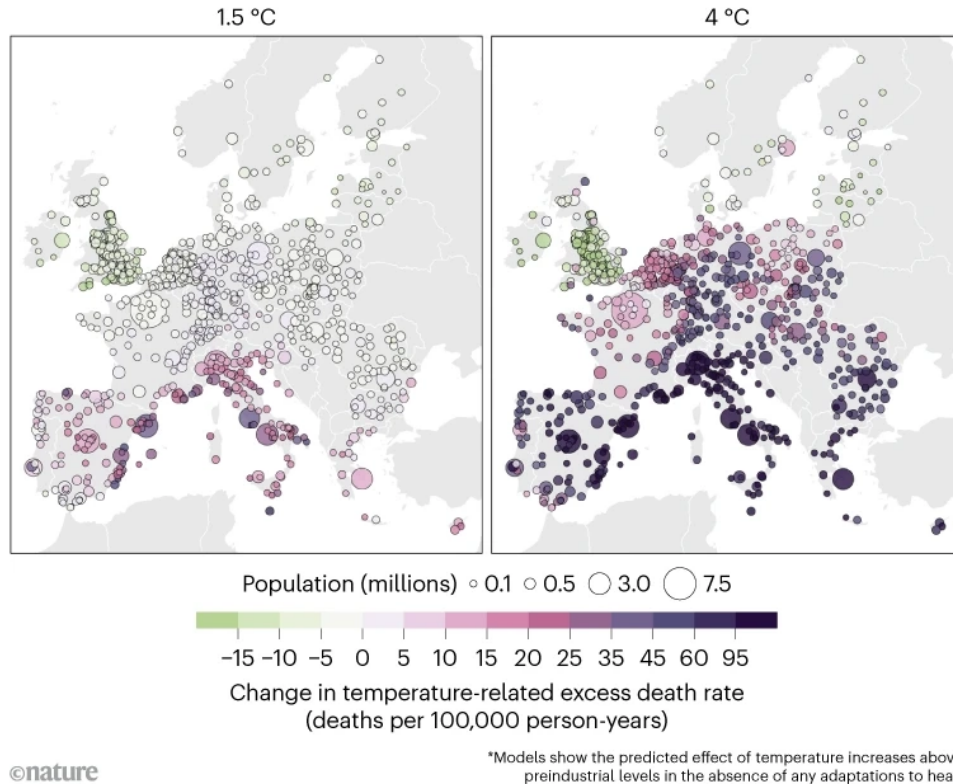 1.5 °C
4 °C
Population (millions) 0.1 0.5 3.0 7.5
−15 −10 −5 0 5 10 15 20 25 35 45 60 95
Change in temperature-related excess death rate
(deaths per 100,000 person-years)
*Models show the predicted effect of temperature increases abov
preindustrial levels in the absence of any adaptations to hea
©nature